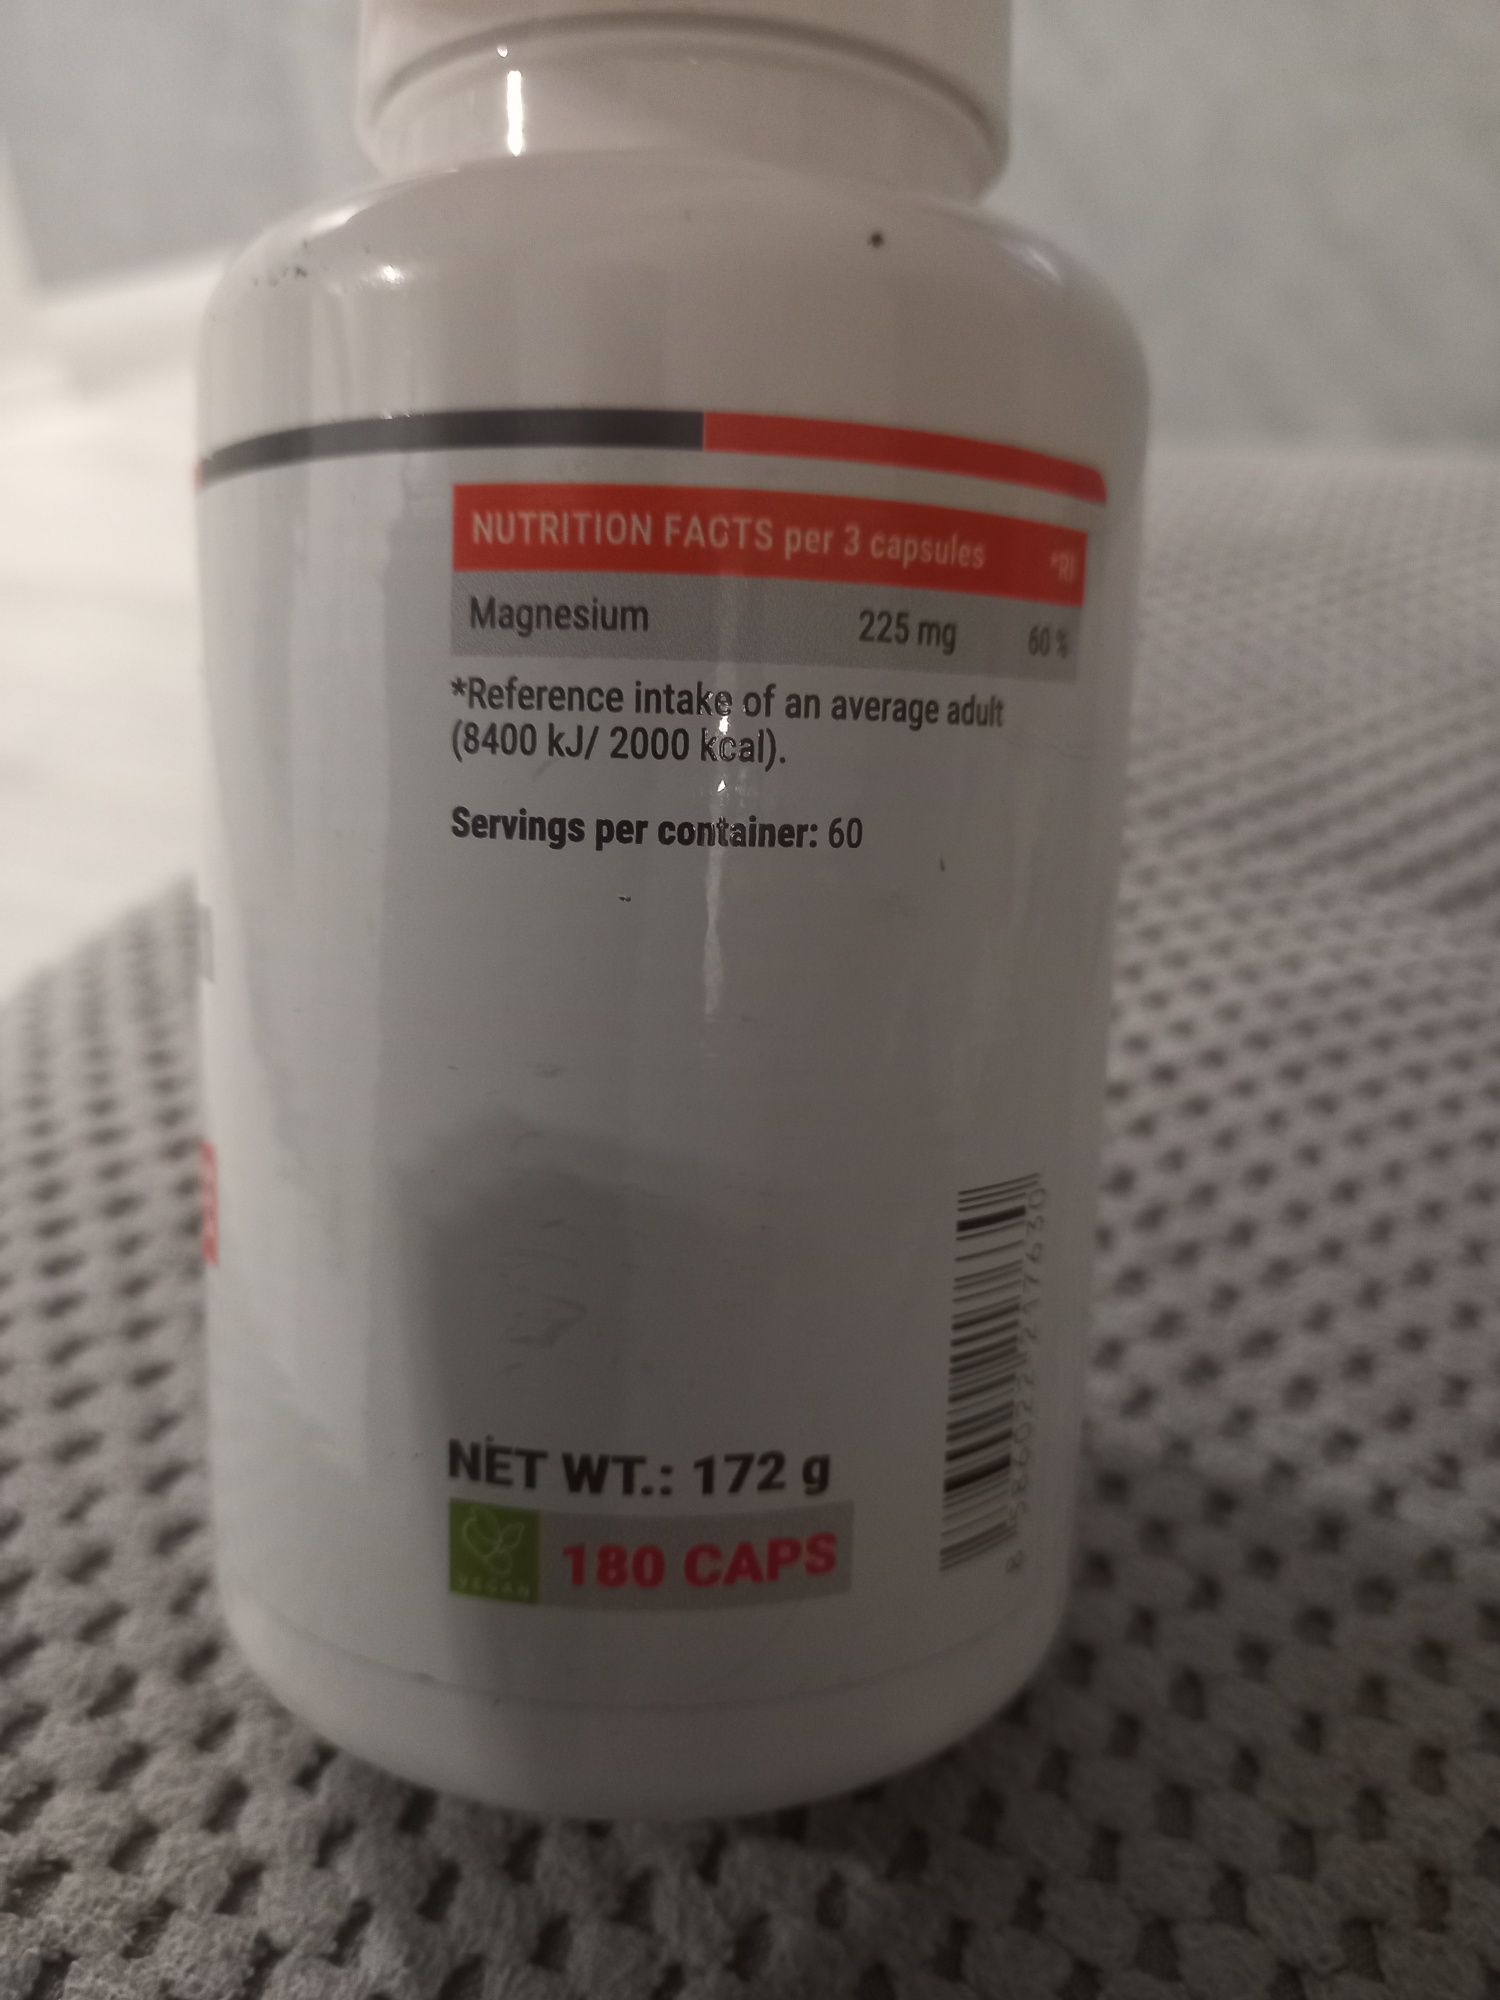 NUTRITION FACTS per 3 capsules *RI
Magnesium 225 mg 60 %
*Reference intake of an average adult
(8400 kJ/ 2000 kcal).
Servings per container: 60
NET WT.: 172 g
VEGAN
180 CAPS